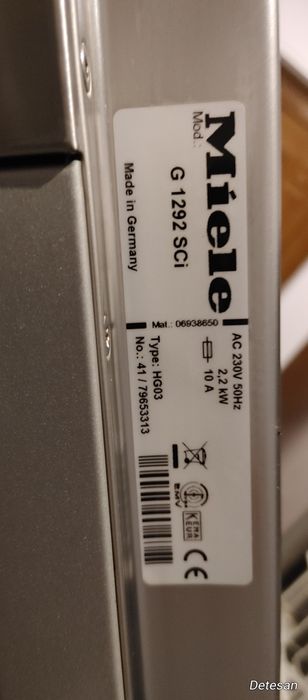 Miele
Mod.: G 1292 SCi
Made in Germany
Mat.: 06938650
AC 230V 50Hz
2,2 kW
10 A
Type: HG03
No.: 41 / 79653313
EMV
KEMA
KEUR
CE
Detesan